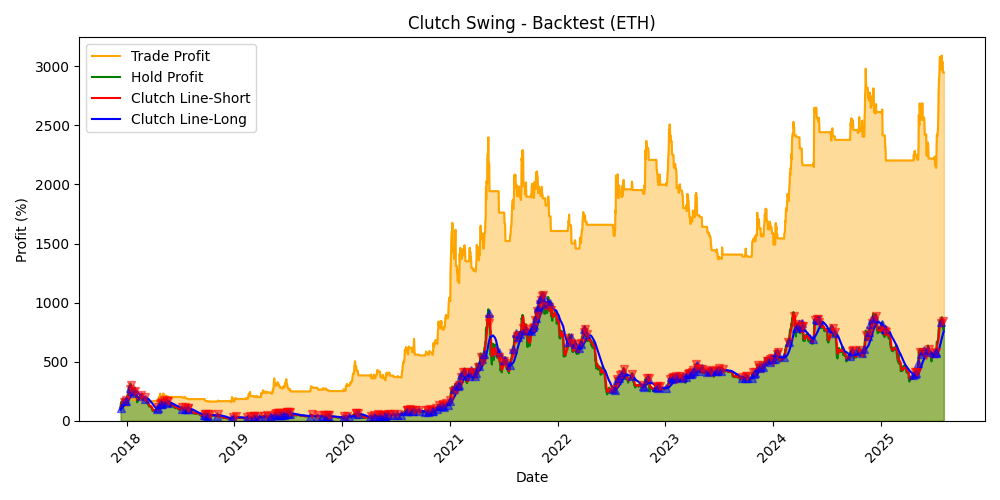 Clutch Swing - Backtest (ETH)
Trade Profit
Hold Profit
Clutch Line-Short
Clutch Line-Long
Profit (%)
3000
2500
2000
1500
1000
500
0
2018
2019
2020
2021
2022
2023
2024
2025
Date